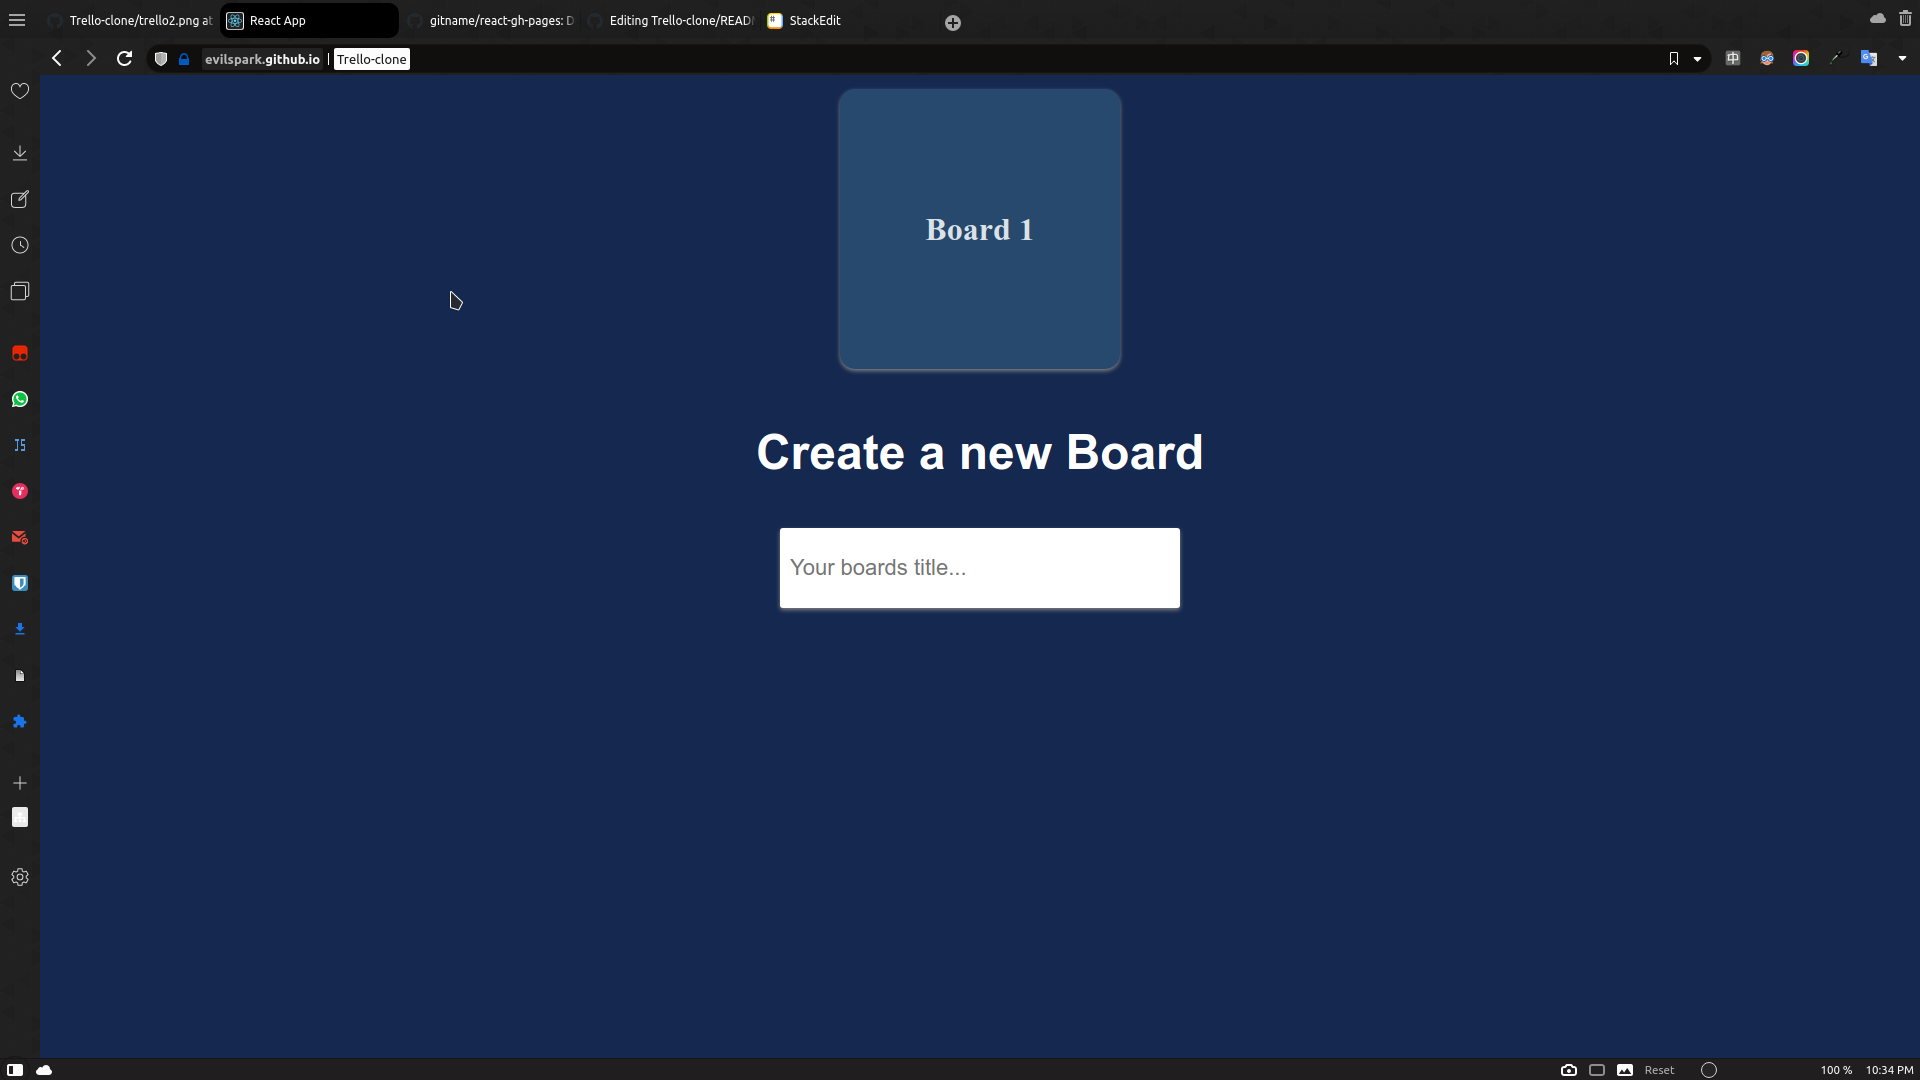 Trello-clone/trello2.png at
React App
gitname/react-gh-pages: D
Editing Trello-clone/READ
StackEdit
evilspark.github.io | Trello-clone
Board 1
Create a new Board
Your boards title...
Reset
100 %
10:34 PM